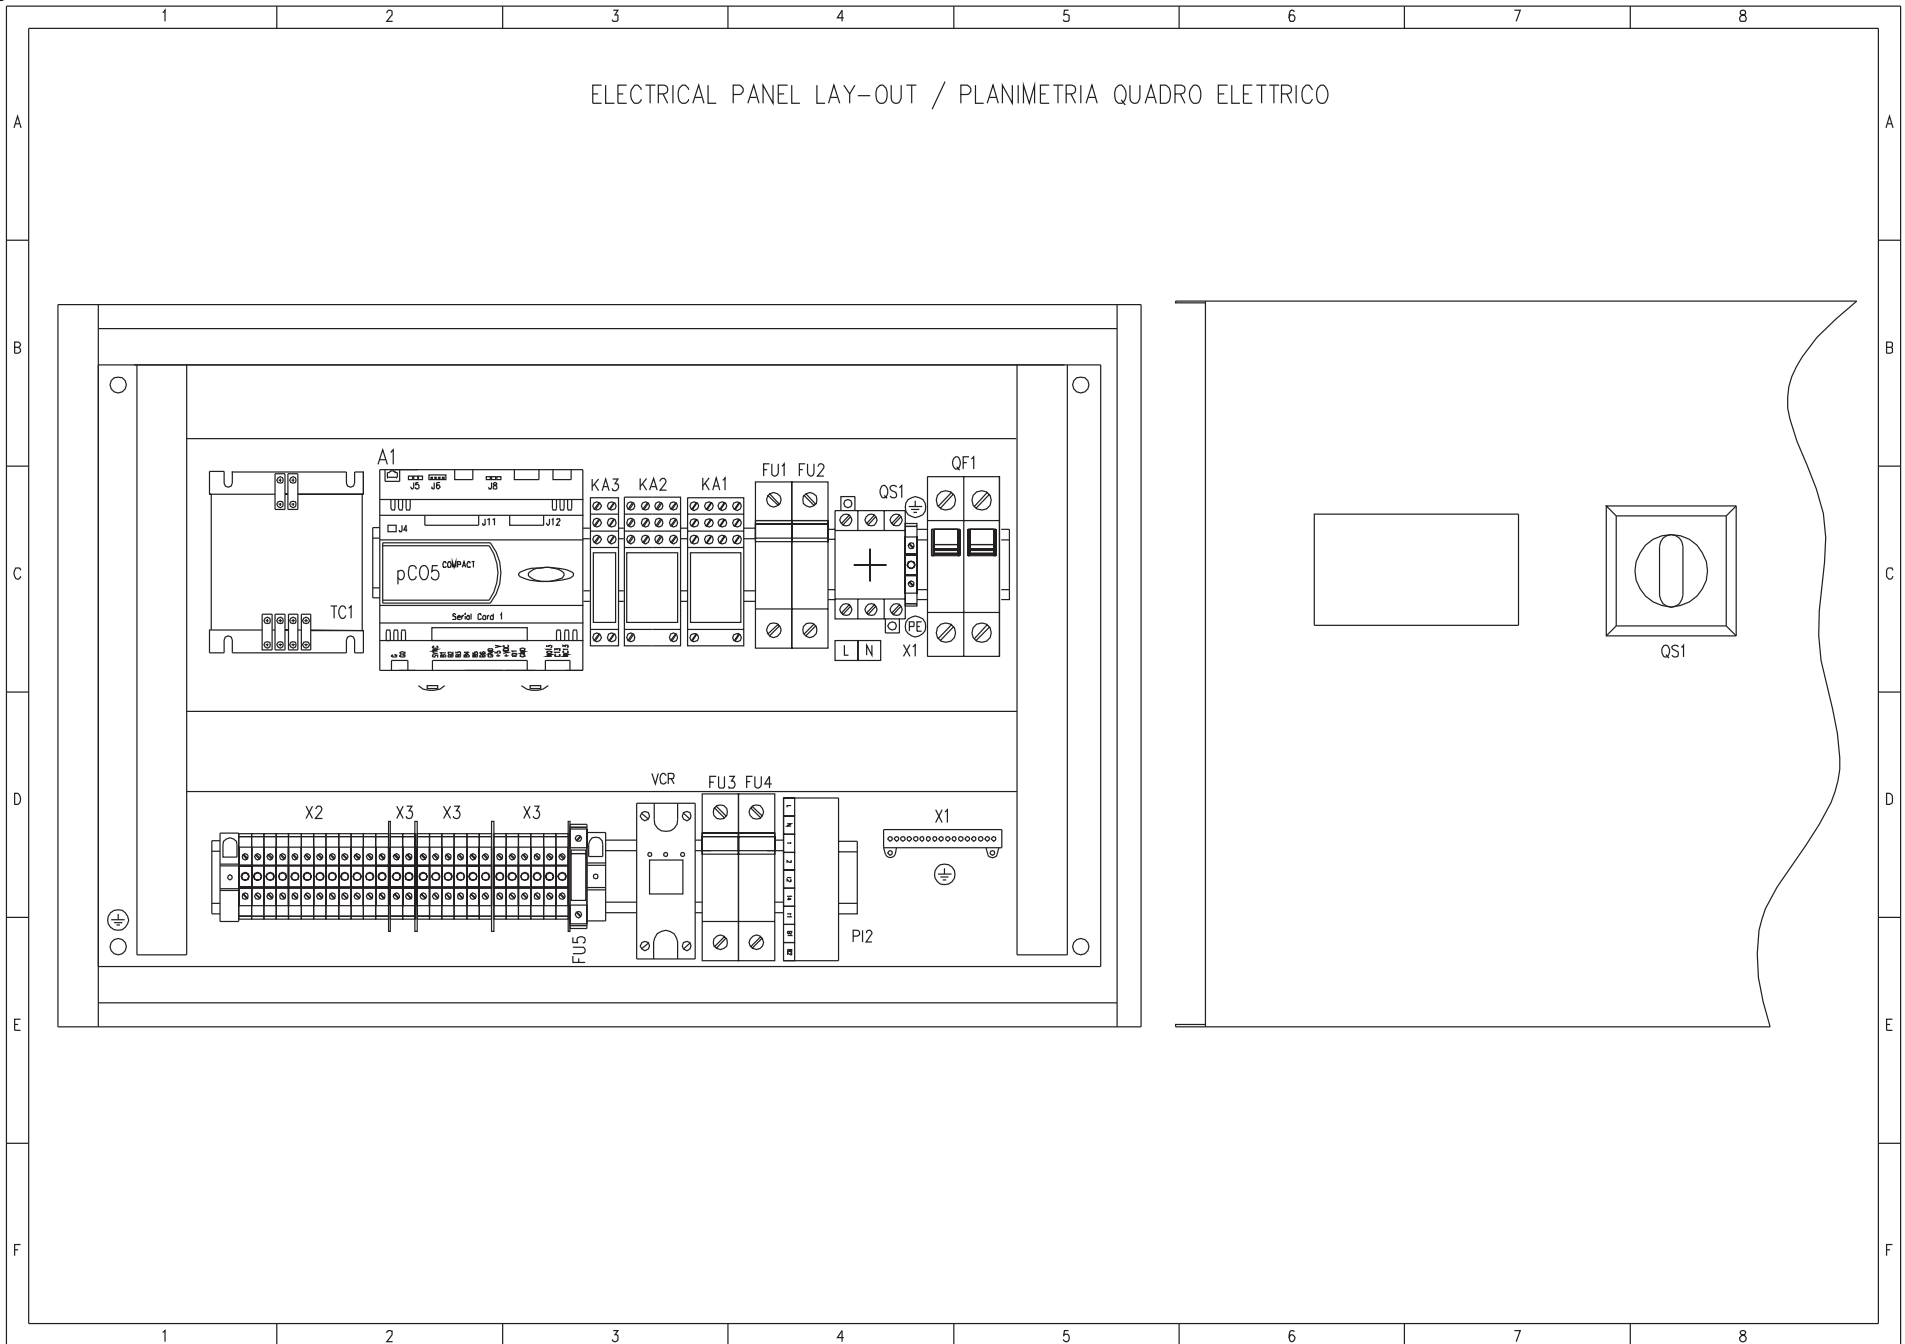 1 2 3 4 5 6 7 8
ELECTRICAL PANEL LAY-OUT / PLANIMETRIA QUADRO ELETTRICO
A A
B B
A1
J5 J6 J8
J4 J11 J12
KA3 KA2 KA1
FU1 FU2
QS1
QF1
C C
pCO5 COMPACT
TC1
Serial Card 1
PE
L N X1
QS1
D D
VCR
FU3 FU4
X2 X3 X3 X3
X1
FU5
PI2
E E
F F
1 2 3 4 5 6 7 8